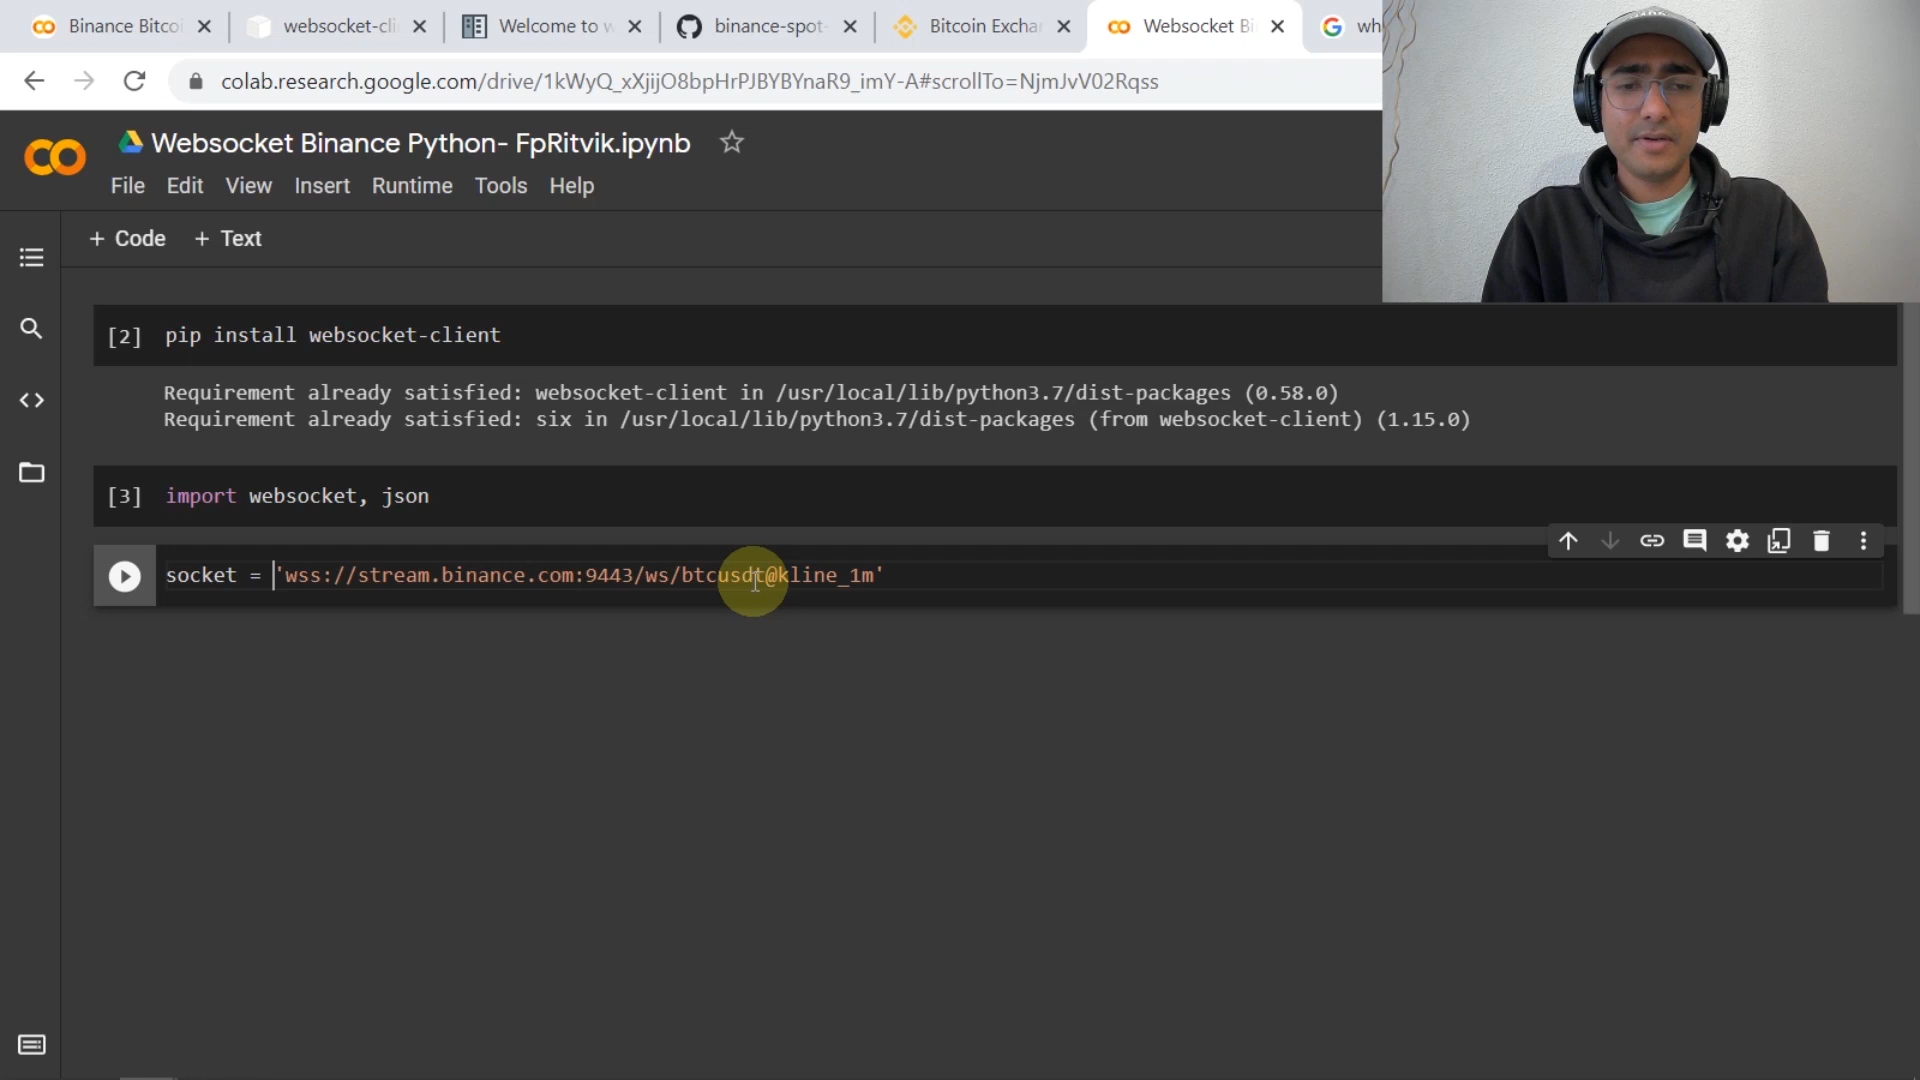 Binance Bitcoi
websocket-cli
Welcome to w
binance-spot-
Bitcoin Exchar
Websocket Bi
wh
colab.research.google.com/drive/1kWyQ_xXjijO8bpHrPJBYBYnaR9_imY-A#scrollTo=NjmJvV02Rqss
Websocket Binance Python- FpRitvik.ipynb
File Edit View Insert Runtime Tools Help
+ Code + Text
[2] pip install websocket-client
Requirement already satisfied: websocket-client in /usr/local/lib/python3.7/dist-packages (0.58.0)
Requirement already satisfied: six in /usr/local/lib/python3.7/dist-packages (from websocket-client) (1.15.0)
[3] import websocket, json
socket = 'wss://stream.binance.com:9443/ws/btcusdt@kline_1m'